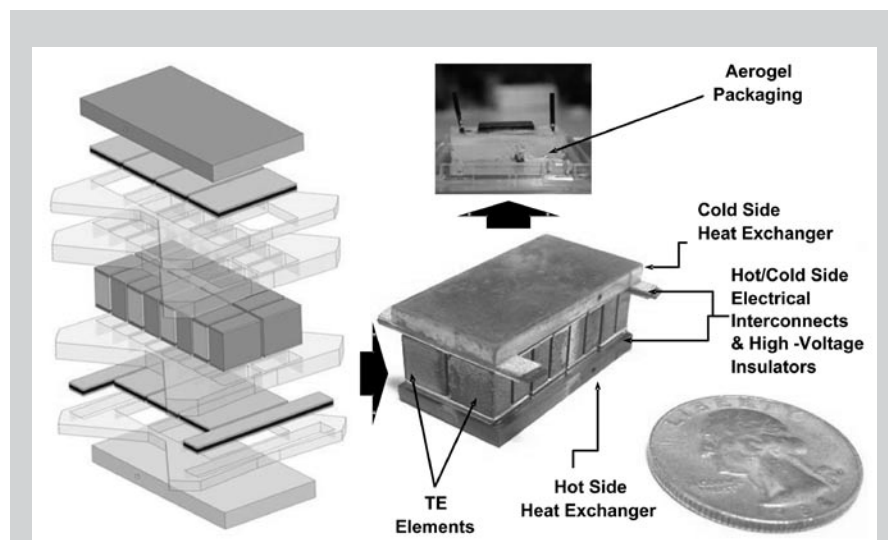 Aerogel
Packaging
Cold Side
Heat Exchanger
Hot/Cold Side
Electrical
Interconnects
& High -Voltage
Insulators
Hot Side
Heat Exchanger
TE
Elements
LIBERTY